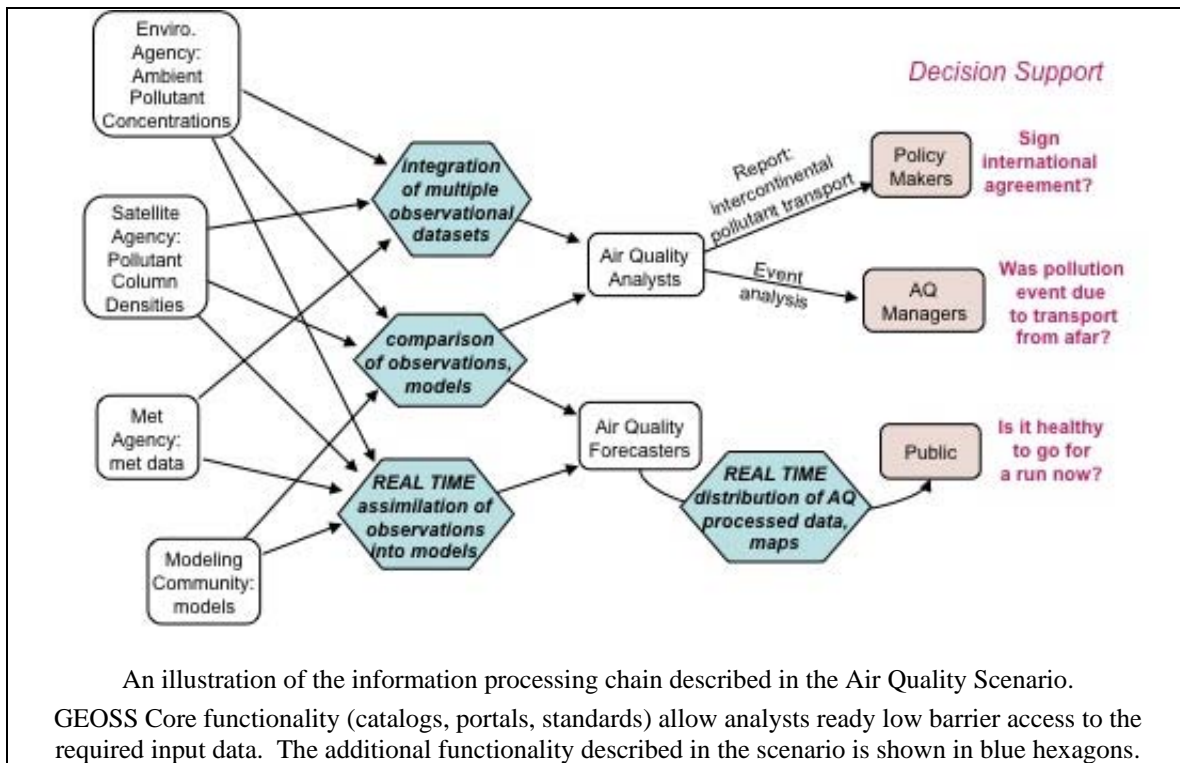 Enviro.
Agency:
Ambient
Pollutant
Concentrations
Satellite
Agency:
Pollutant
Column
Densities
Met
Agency:
met data
Modeling
Community:
models
Integration
of multiple
observational
datasets
comparison
of observations,
models
REAL TIME
assimilation of
observations
into models
Air Quality
Analysts
Air Quality
Forecasters
Report:
intercontinental
pollutant transport
Event
analysis
REAL TIME
distribution of AQ
processed data,
maps
Decision Support
Policy
Makers
Sign
international
agreement?
AQ
Managers
Was pollution
event due
to transport
from afar?
Public
Is it healthy
to go for
a run now?
An illustration of the information processing chain described in the Air Quality Scenario.
GEOSS Core functionality (catalogs, portals, standards) allow analysts ready low barrier access to the
required input data. The additional functionality described in the scenario is shown in blue hexagons.